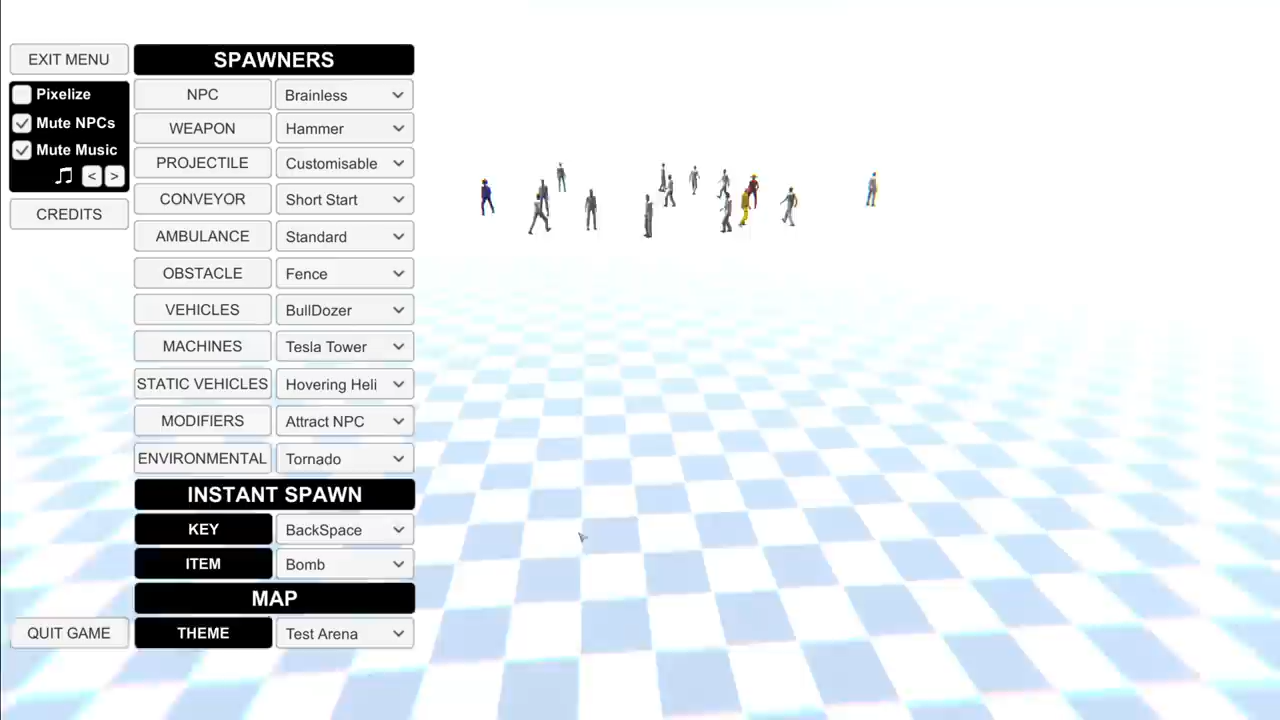 EXIT MENU
SPAWNERS
Pixelize
Mute NPCs
Mute Music
< >
CREDITS
NPC Brainless
WEAPON Hammer
PROJECTILE Customisable
CONVEYOR Short Start
AMBULANCE Standard
OBSTACLE Fence
VEHICLES BullDozer
MACHINES Tesla Tower
STATIC VEHICLES Hovering Heli
MODIFIERS Attract NPC
ENVIRONMENTAL Tornado
INSTANT SPAWN
KEY BackSpace
ITEM Bomb
MAP
QUIT GAME
THEME Test Arena